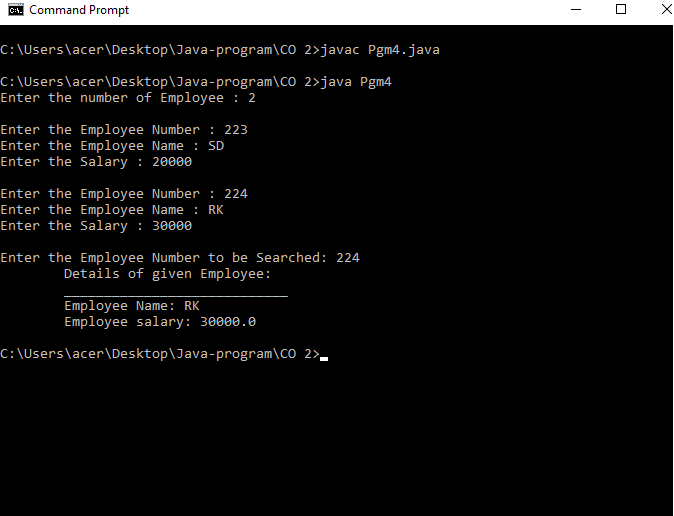 Command Prompt
C:\Users\acer\Desktop\Java-program\CO 2>javac Pgm4.java
C:\Users\acer\Desktop\Java-program\CO 2>java Pgm4
Enter the number of Employee : 2
Enter the Employee Number : 223
Enter the Employee Name : SD
Enter the Salary : 20000
Enter the Employee Number : 224
Enter the Employee Name : RK
Enter the Salary : 30000
Enter the Employee Number to be Searched: 224
Details of given Employee:
____________________________
Employee Name: RK
Employee salary: 30000.0
C:\Users\acer\Desktop\Java-program\CO 2>